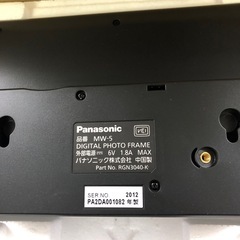 Panasonic
品番 MW-5
DIGITAL PHOTO FRAME
外部電源 6V 1.8A MAX
パナソニック株式会社 中国製
Part No. RGN3040-K
SER NO 2012
PA2DA001082 年製